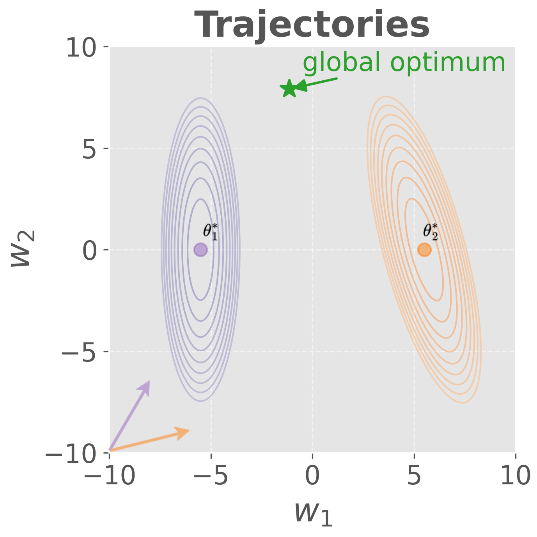 Trajectories
global optimum
w₂
10
5
0
−5
−10
θ₁*
θ₂*
−10
−5
0
5
10
w₁